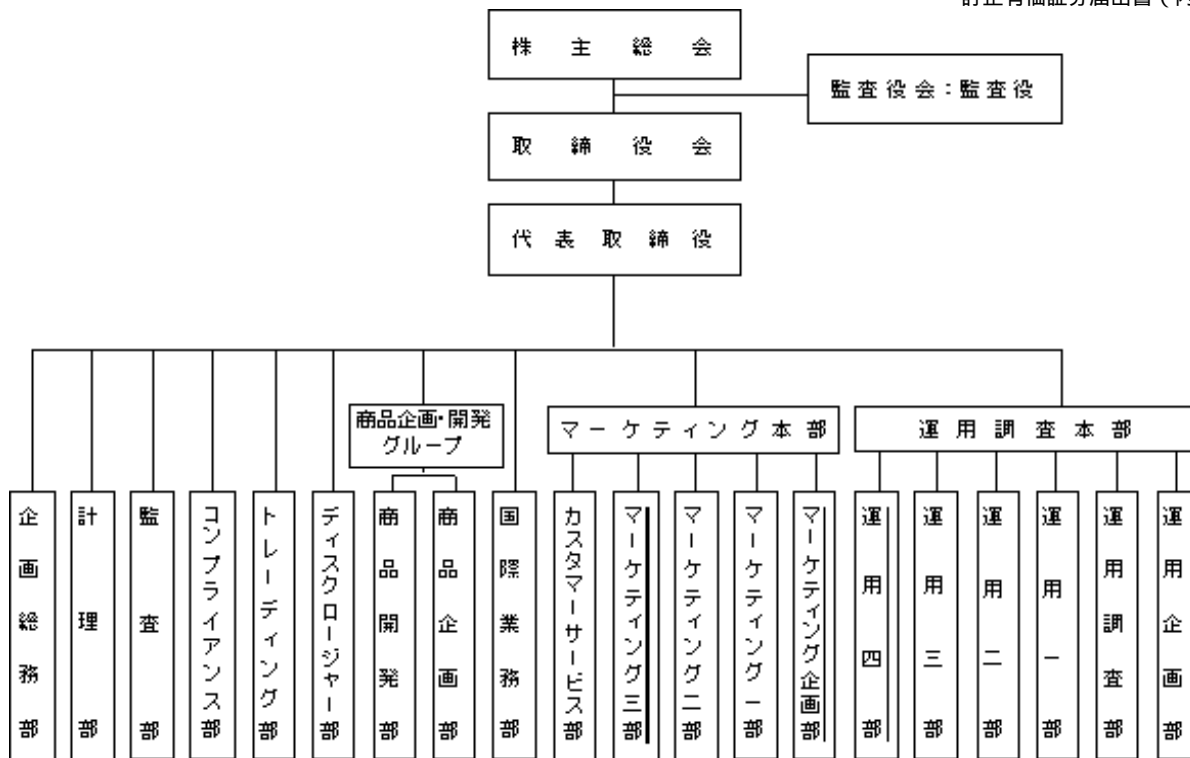 株主総会
監査役会:監査役
取締役会
代表取締役
商品企画・開発
グループ
マーケティング本部
運用調査本部
企画総務部
計理部
監査部
コンプライアンス部
トレーディング部
ディスクロージャー部
商品開発部
商品企画部
国際業務部
カスタマーサービス部
マーケティング三部
マーケティング二部
マーケティング一部
マーケティング企画部
運用四部
運用三部
運用二部
運用一部
運用調査部
運用企画部